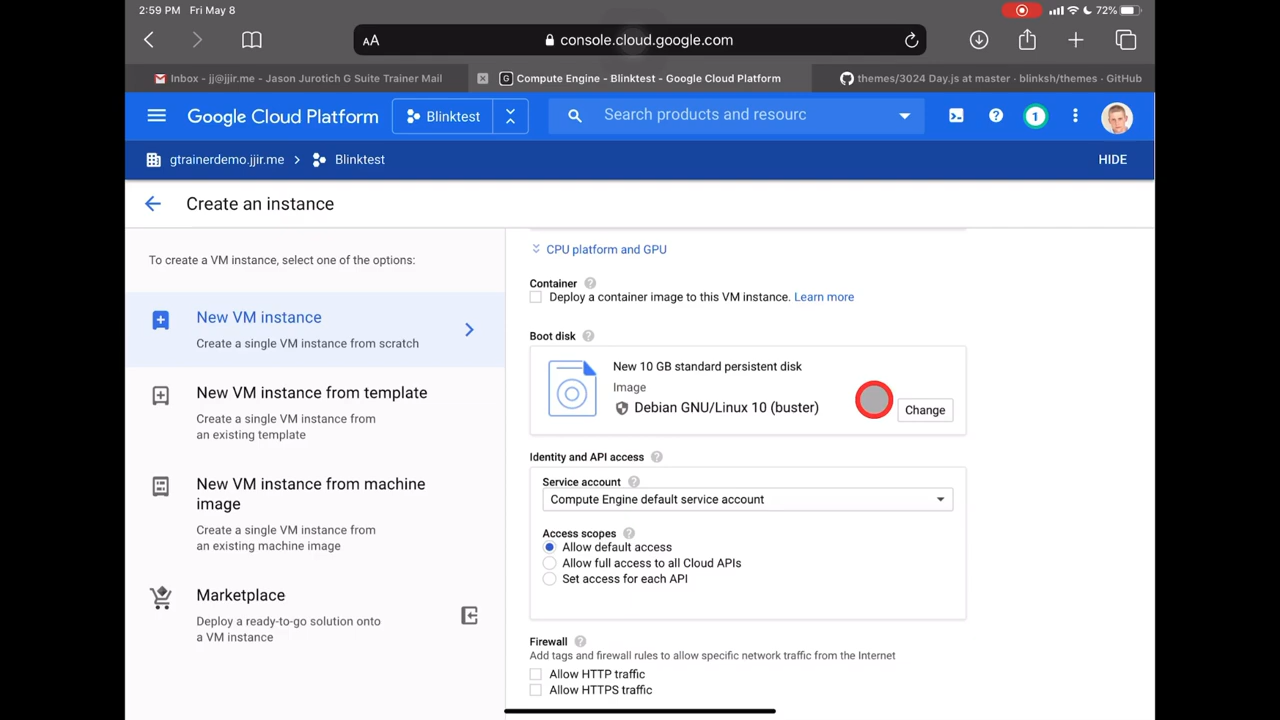 2:59 PM Fri May 8
72%
AA
console.cloud.google.com
Inbox - jj@jjir.me - Jason Jurotich G Suite Trainer Mail
G Compute Engine - Blinktest - Google Cloud Platform
themes/3024 Day.js at master · blinksh/themes · GitHub
Google Cloud Platform
Blinktest
Search products and resourc
1
gtrainerdemo.jjir.me
Blinktest
HIDE
Create an instance
To create a VM instance, select one of the options:
New VM instance
Create a single VM instance from scratch
New VM instance from template
Create a single VM instance from
an existing template
New VM instance from machine
image
Create a single VM instance from
an existing machine image
Marketplace
Deploy a ready-to-go solution onto
a VM instance
CPU platform and GPU
Container
Deploy a container image to this VM instance. Learn more
Boot disk
New 10 GB standard persistent disk
Image
Debian GNU/Linux 10 (buster)
Change
Identity and API access
Service account
Compute Engine default service account
Access scopes
Allow default access
Allow full access to all Cloud APIs
Set access for each API
Firewall
Add tags and firewall rules to allow specific network traffic from the Internet
Allow HTTP traffic
Allow HTTPS traffic